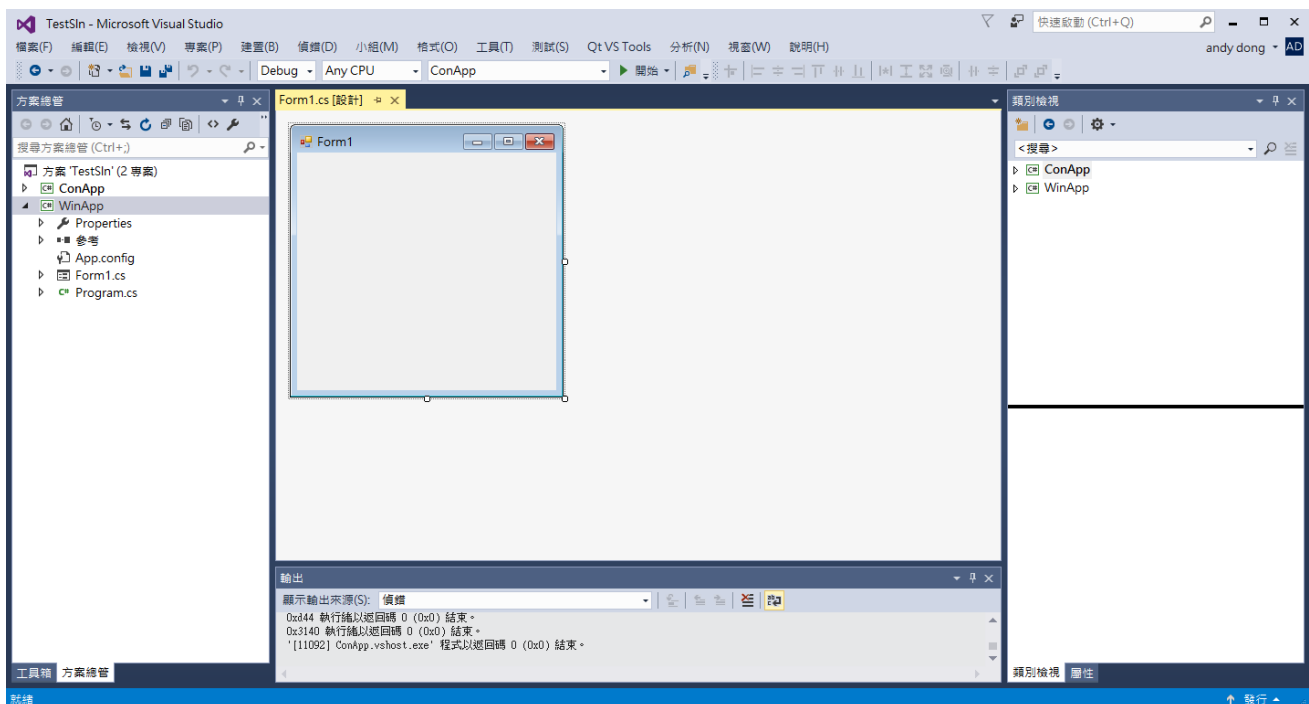 TestSln - Microsoft Visual Studio
快速啟動 (Ctrl+Q)
檔案(F) 編輯(E) 檢視(V) 專案(P) 建置(B) 偵錯(D) 小組(M) 格式(O) 工具(T) 測試(S) Qt VS Tools 分析(N) 視窗(W) 說明(H)
andy dong AD
Debug Any CPU ConApp 開始
方案總管
搜尋方案總管 (Ctrl+;)
方案 'TestSln' (2 專案)
C# ConApp
C# WinApp
Properties
參考
App.config
Form1.cs
C# Program.cs
工具箱 方案總管
Form1.cs [設計]
Form1
輸出
顯示輸出來源(S): 偵錯
0xd44 執行緒以返回碼 0 (0x0) 結束。
0x3140 執行緒以返回碼 0 (0x0) 結束。
'[11092] ConApp.vshost.exe' 程式以返回碼 0 (0x0) 結束。
類別檢視
<搜尋>
C# ConApp
C# WinApp
類別檢視 屬性
就緒
發行